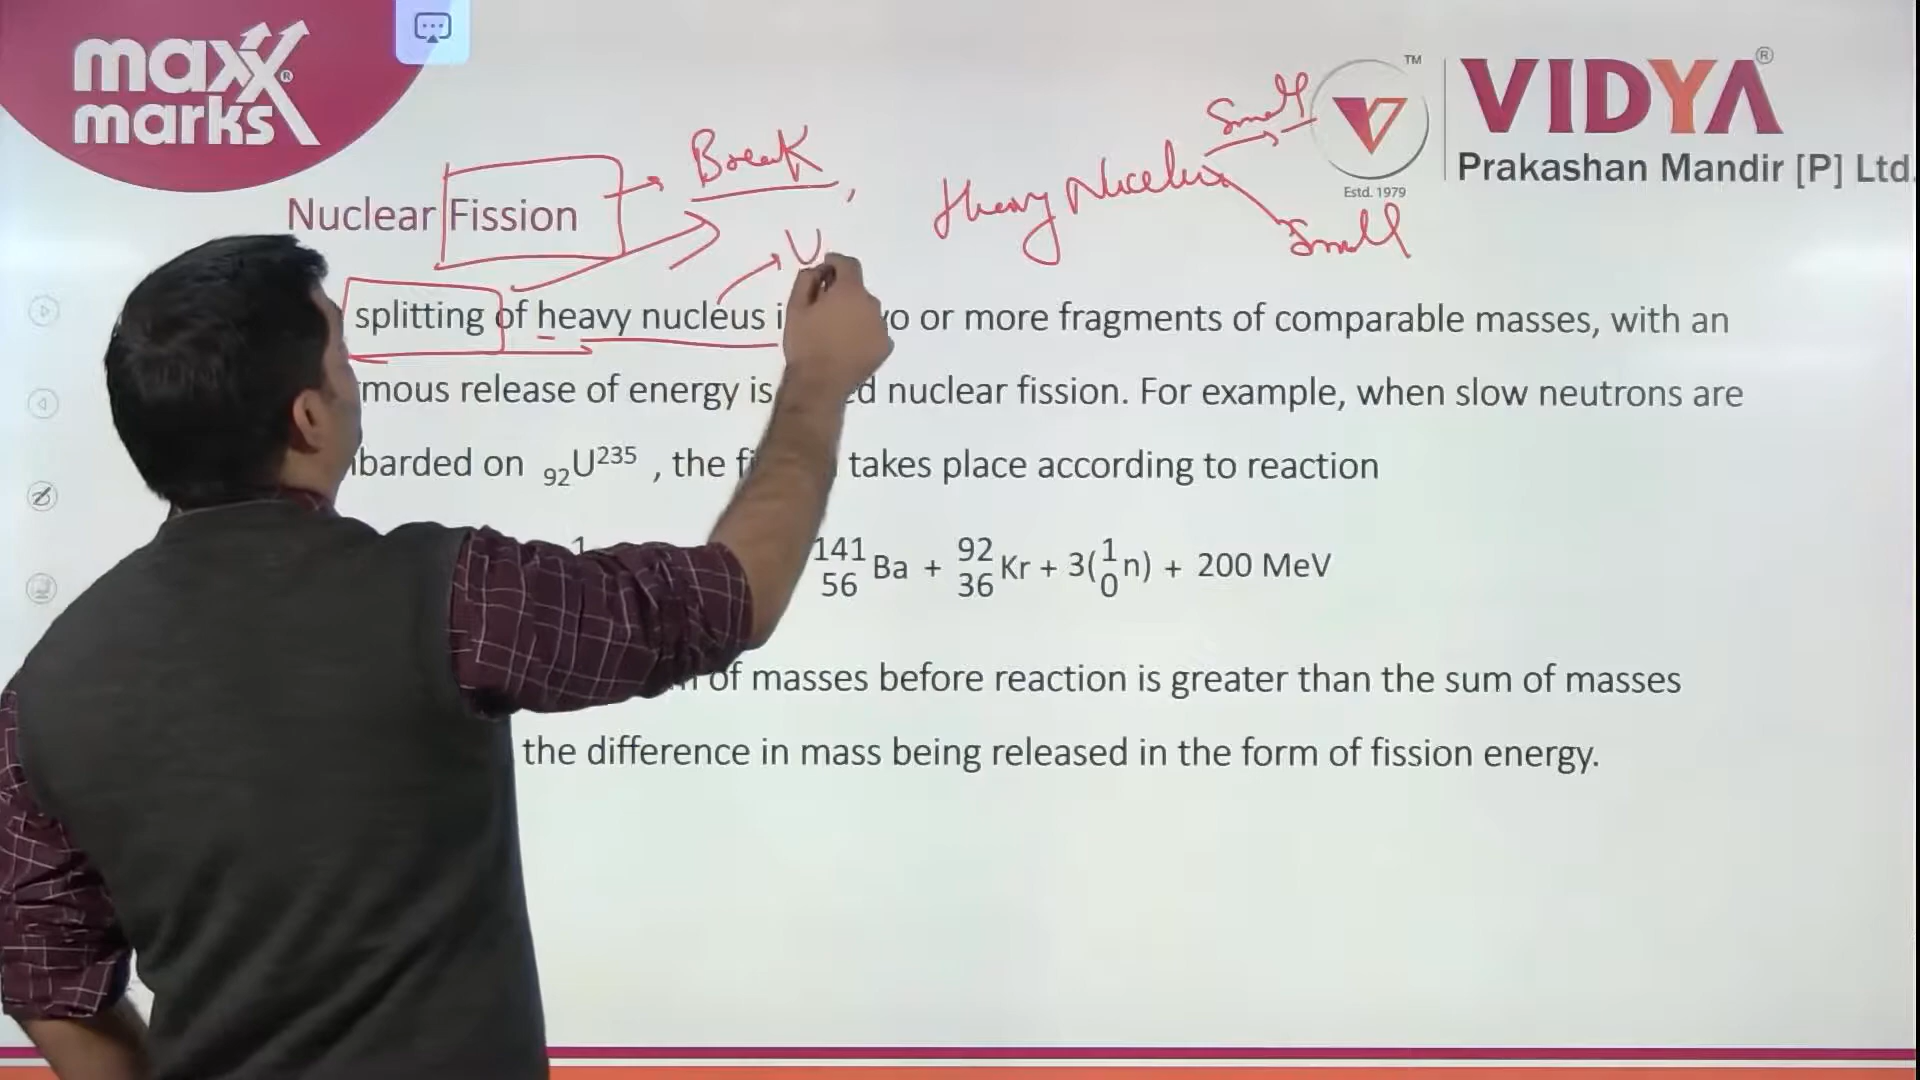 maxx
marks®
TM
VIDYA®
Prakashan Mandir [P] Ltd.
Estd. 1979
Break,
Heavy Nucleus
Small
Small
Nuclear Fission
U
splitting of heavy nucleus or more fragments of comparable masses, with an
release of energy is nuclear fission. For example, when slow neutrons are
on ₉₂U²³⁵ , the takes place according to reaction
1 141 56 Ba + 92 36 Kr + 3(1 0 n) + 200 MeV
of masses before reaction is greater than the sum of masses
the difference in mass being released in the form of fission energy.